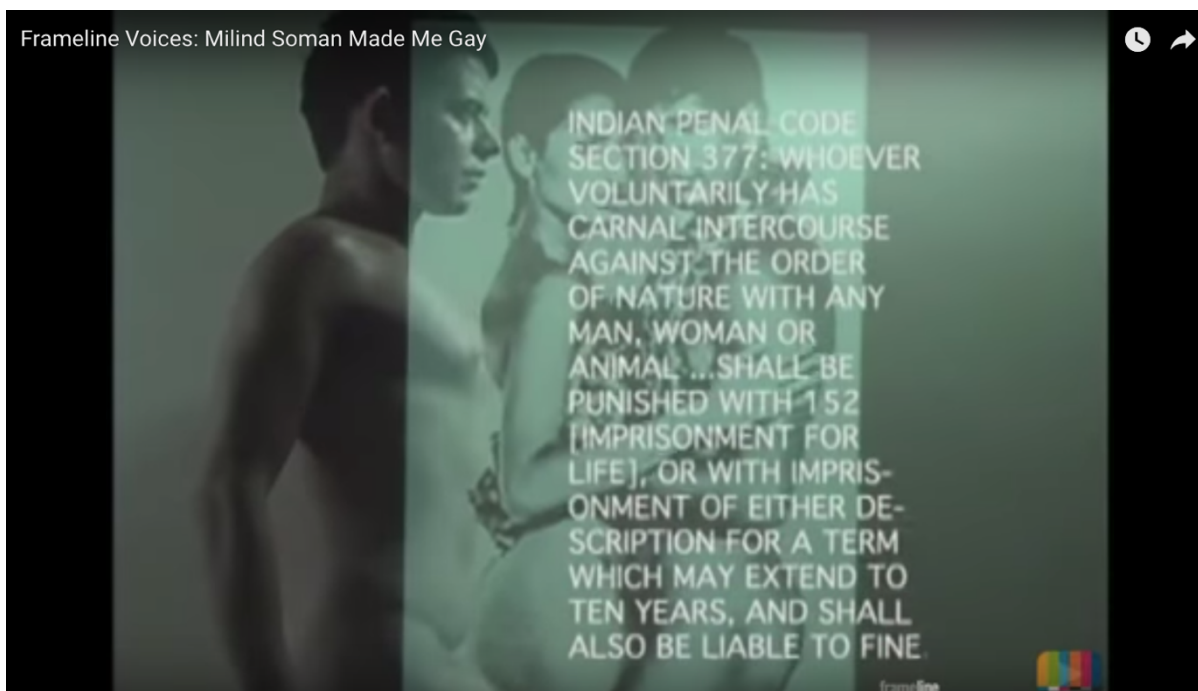 Frameline Voices: Milind Soman Made Me Gay
INDIAN PENAL CODE
SECTION 377: WHOEVER
VOLUNTARILY HAS
CARNAL INTERCOURSE
AGAINST THE ORDER
OF NATURE WITH ANY
MAN, WOMAN OR
ANIMAL ...SHALL BE
PUNISHED WITH 152
[IMPRISONMENT FOR
LIFE], OR WITH IMPRIS-
ONMENT OF EITHER DE-
SCRIPTION FOR A TERM
WHICH MAY EXTEND TO
TEN YEARS, AND SHALL
ALSO BE LIABLE TO FINE.
frameline